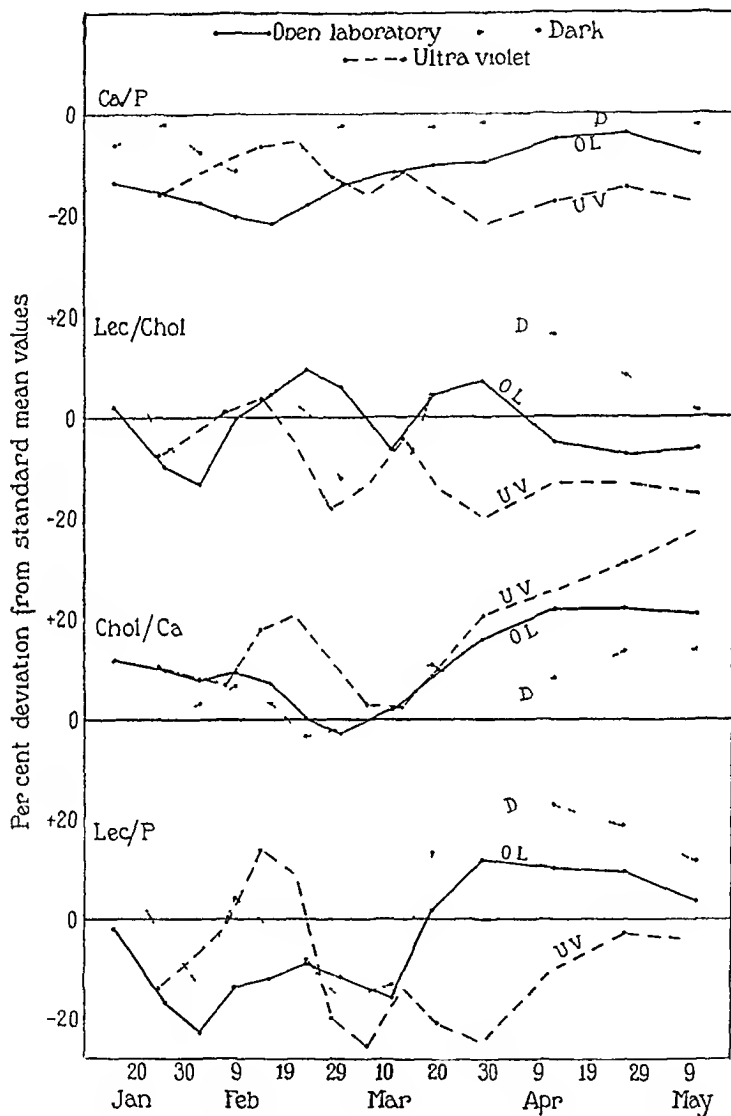 Open laboratory Dark
Ultra violet
Per cent deviation from standard mean values
Ca/P
0
-20
D
OL
UV
Lec/Chol
+20
0
-20
D
OL
UV
Chol/Ca
+20
0
UV
OL
D
Lec/P
+20
0
-20
D
OL
UV
20 30 9 19 29 10 20 30 9 19 29 9
Jan Feb Mar Apr May